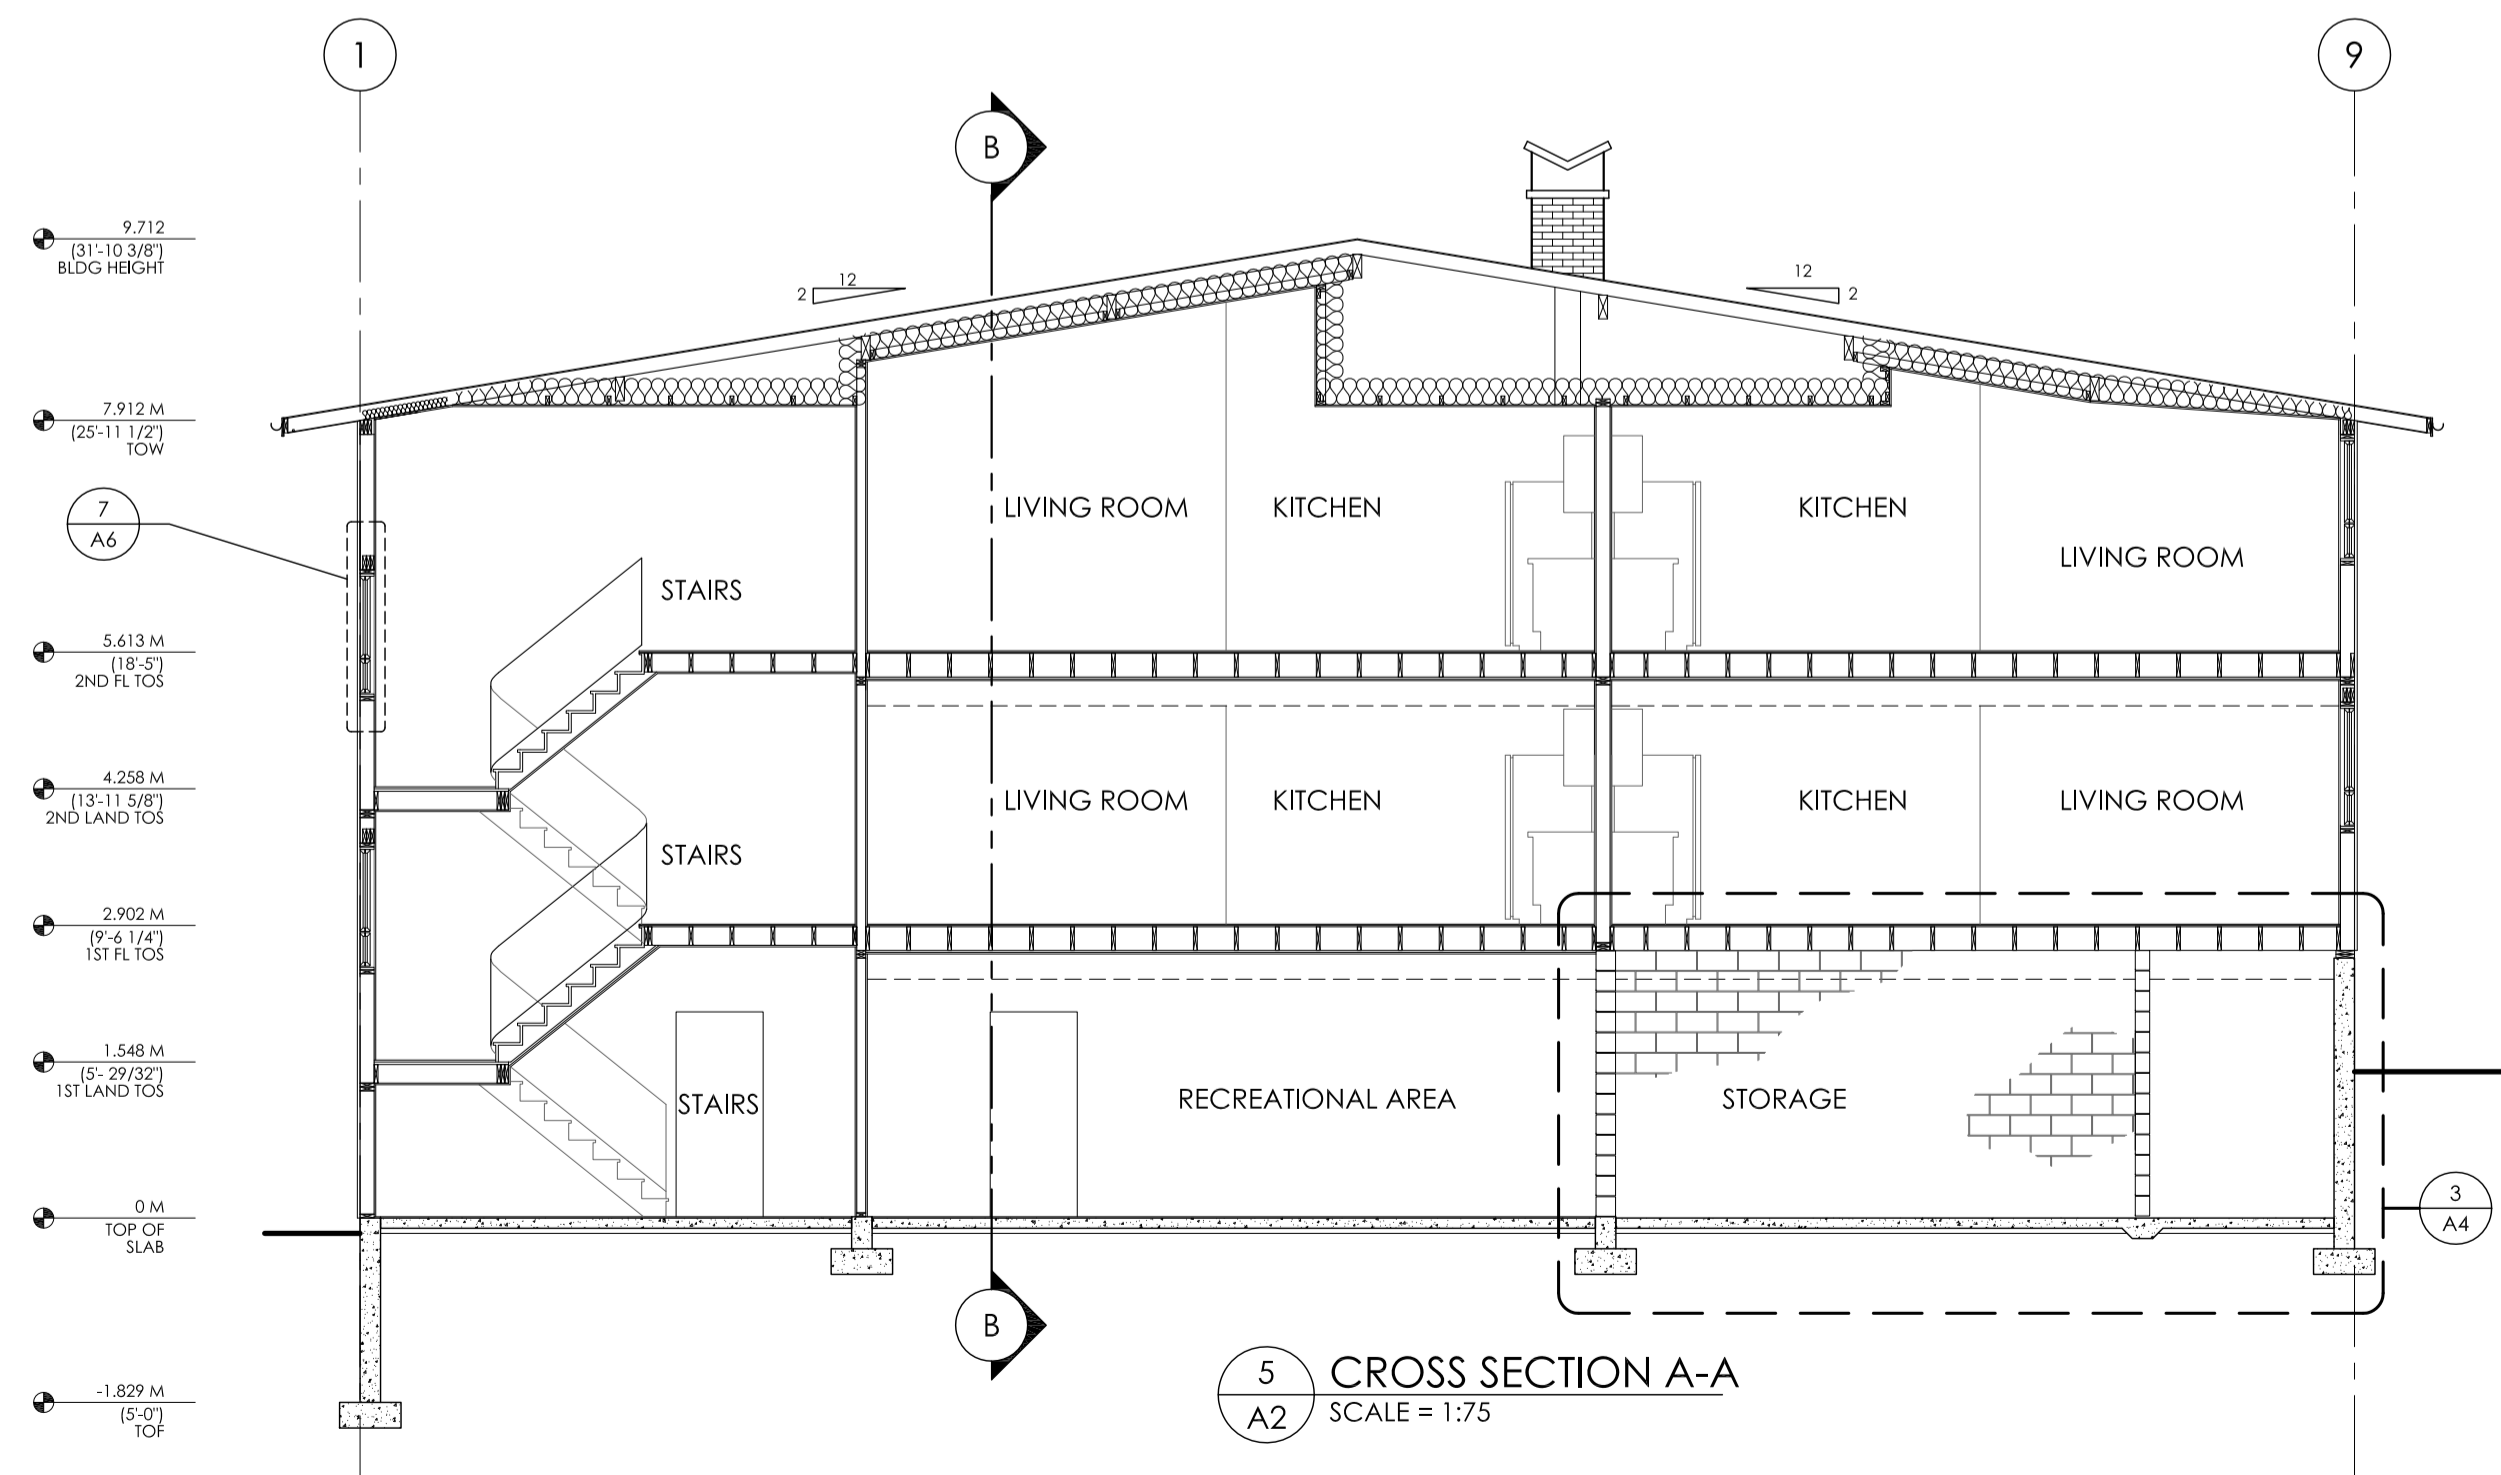 1
9
B
9.712
(31'-10 3/8")
BLDG HEIGHT
12
2
12
2
7.912 M
(25'-11 1/2")
TOW
7
A6
LIVING ROOM
KITCHEN
KITCHEN
LIVING ROOM
STAIRS
5.613 M
(18'-5")
2ND FL TOS
4.258 M
(13'-11 5/8")
2ND LAND TOS
LIVING ROOM
KITCHEN
KITCHEN
LIVING ROOM
STAIRS
2.902 M
(9'-6 1/4")
1ST FL TOS
1.548 M
(5'- 29/32")
1ST LAND TOS
STAIRS
RECREATIONAL AREA
STORAGE
0 M
TOP OF
SLAB
3
A4
B
-1.829 M
(5'-0")
TOF
5
A2
CROSS SECTION A-A
SCALE = 1:75